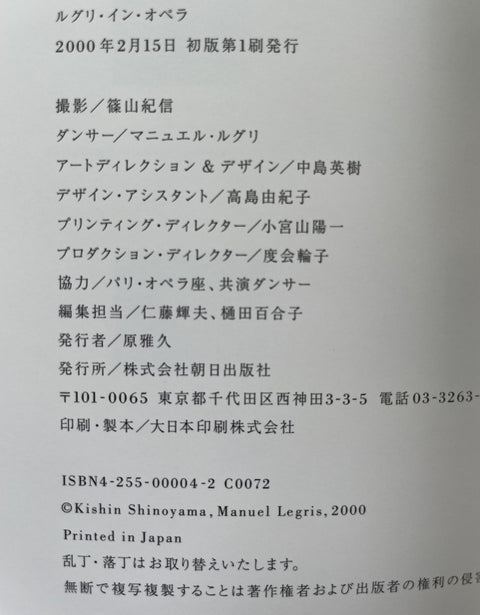 ルグリ・イン・オペラ
2000年2月15日 初版第1刷発行
撮影／篠山紀信
ダンサー／マニュエル・ルグリ
アートディレクション & デザイン／中島英樹
デザイン・アシスタント／高島由紀子
プリンティング・ディレクター／小宮山陽一
プロダクション・ディレクター／度会輪子
協力／パリ・オペラ座、共演ダンサー
編集担当／仁藤輝夫、樋田百合子
発行者／原雅久
発行所／株式会社朝日出版社
〒101-0065 東京都千代田区西神田3-3-5 電話03-3263-
印刷・製本／大日本印刷株式会社
ISBN4-255-00004-2 C0072
©Kishin Shinoyama, Manuel Legris, 2000
Printed in Japan
乱丁・落丁はお取り替えいたします。
無断で複写複製することは著作権者および出版者の権利の侵害